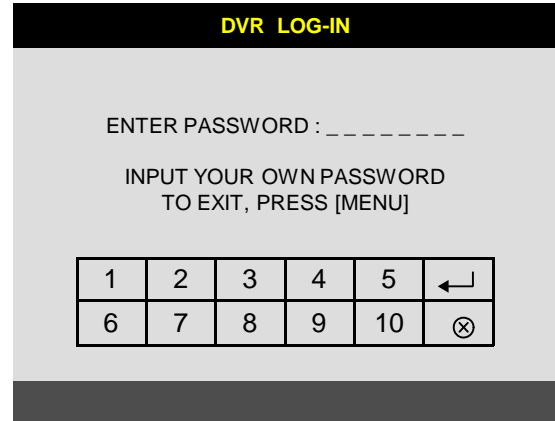 DVR LOG-IN
ENTER PASSWORD : _ _ _ _ _ _ _ _
INPUT YOUR OWN PASSWORD
TO EXIT, PRESS [MENU]
1 2 3 4 5
6 7 8 9 10